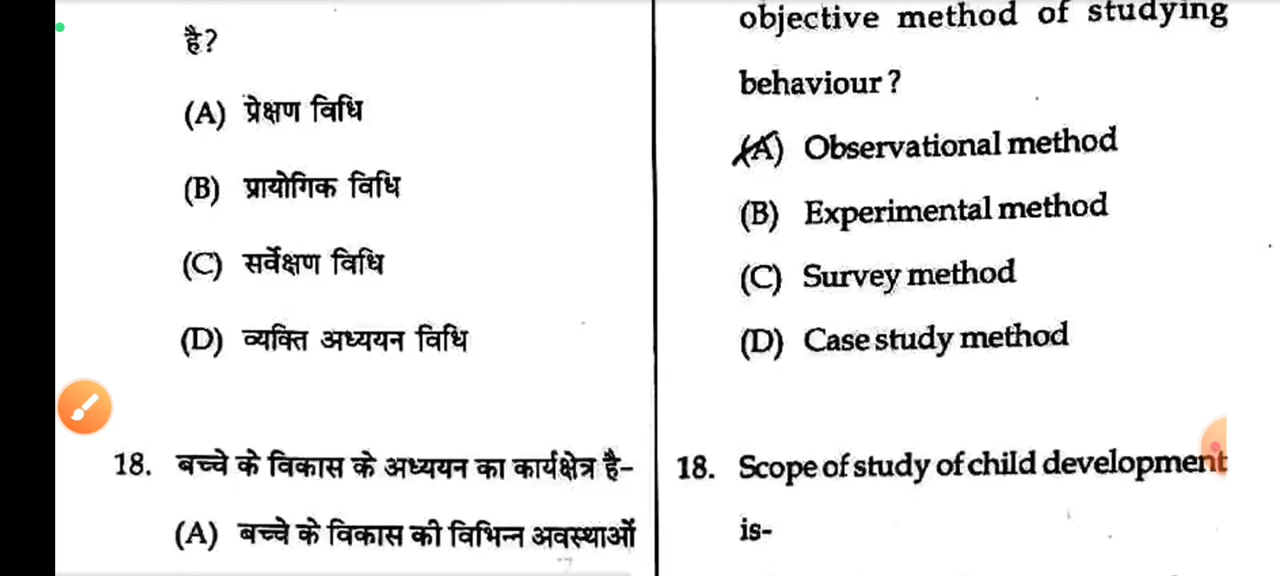 है?
(A) प्रेक्षण विधि
(B) प्रायोगिक विधि
(C) सर्वेक्षण विधि
(D) व्यक्ति अध्ययन विधि
18. बच्चे के विकास के अध्ययन का कार्यक्षेत्र है-
(A) बच्चे के विकास की विभिन्न अवस्थाओं
objective method of studying
behaviour?
(A) Observational method
(B) Experimental method
(C) Survey method
(D) Case study method
18. Scope of study of child development
is-